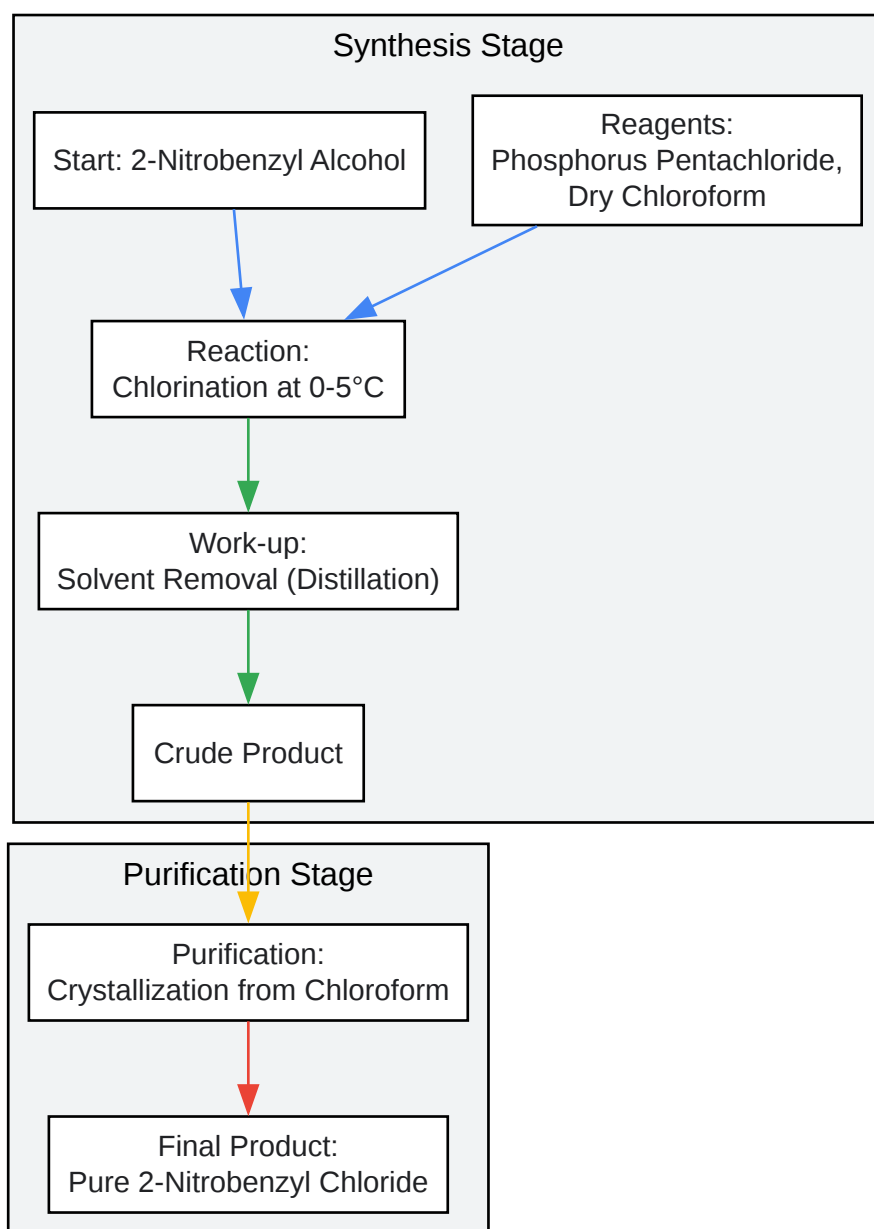 Synthesis Stage
Start: 2-Nitrobenzyl Alcohol
Reagents:
Phosphorus Pentachloride,
Dry Chloroform
Reaction:
Chlorination at 0-5°C
Work-up:
Solvent Removal (Distillation)
Crude Product
Purification Stage
Purification:
Crystallization from Chloroform
Final Product:
Pure 2-Nitrobenzyl Chloride